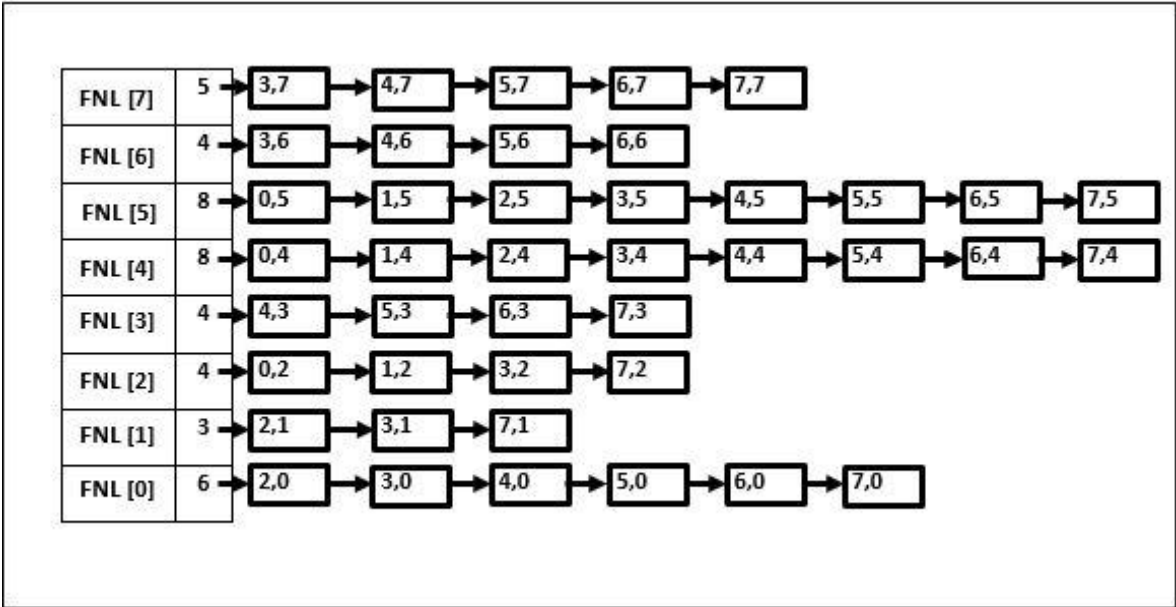 FNL [7] 5 3,7 4,7 5,7 6,7 7,7
FNL [6] 4 3,6 4,6 5,6 6,6
FNL [5] 8 0,5 1,5 2,5 3,5 4,5 5,5 6,5 7,5
FNL [4] 8 0,4 1,4 2,4 3,4 4,4 5,4 6,4 7,4
FNL [3] 4 4,3 5,3 6,3 7,3
FNL [2] 4 0,2 1,2 3,2 7,2
FNL [1] 3 2,1 3,1 7,1
FNL [0] 6 2,0 3,0 4,0 5,0 6,0 7,0